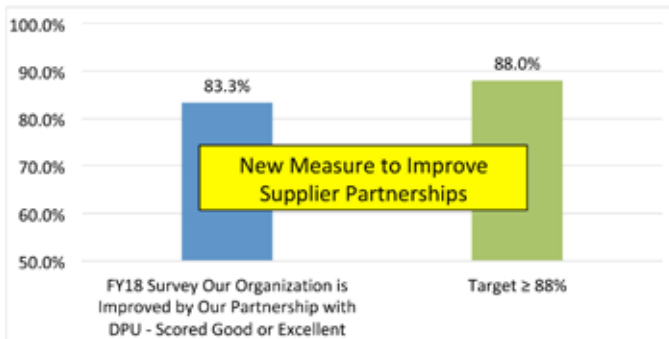 100.0%
90.0%
80.0%
70.0%
60.0%
50.0%
83.3%
88.0%
New Measure to Improve
Supplier Partnerships
FY18 Survey Our Organization is
Improved by Our Partnership with
DPU - Scored Good or Excellent
Target ≥ 88%